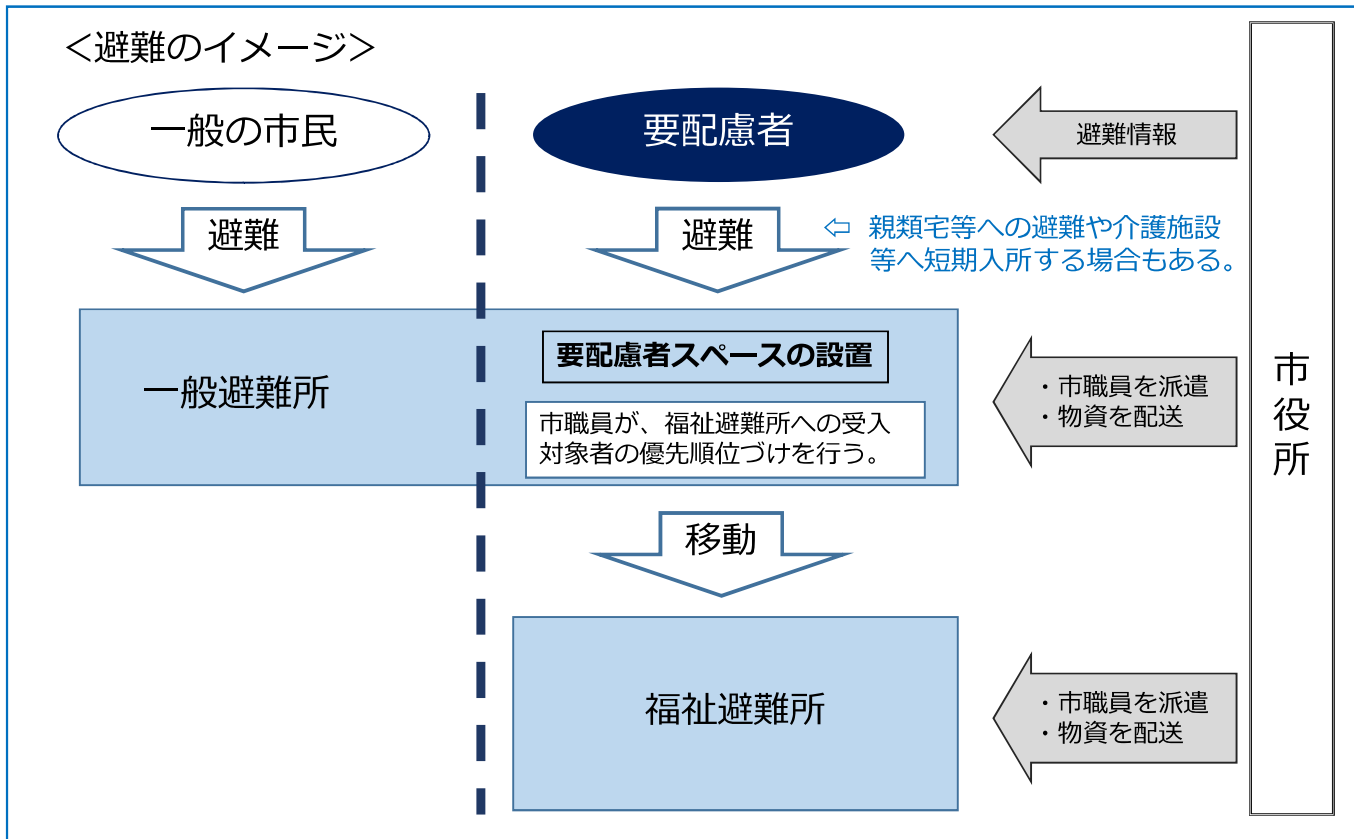 ＜避難のイメージ＞
一般の市民
要配慮者
避難情報
避難
避難
⇦ 親類宅等への避難や介護施設
等へ短期入所する場合もある。
一般避難所
要配慮者スペースの設置
市職員が、福祉避難所への受入
対象者の優先順位づけを行う。
・市職員を派遣
・物資を配送
市役所
移動
福祉避難所
・市職員を派遣
・物資を配送